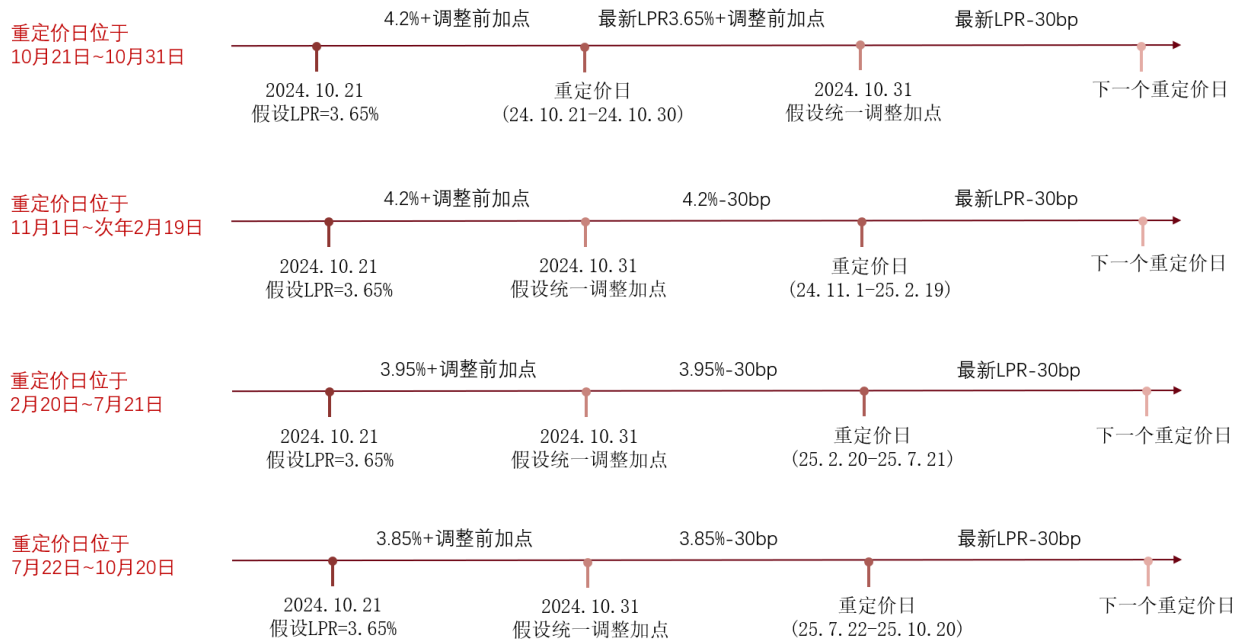 4.2%+调整前加点
最新LPR3.65%+调整前加点
最新LPR-30bp
重定价日位于
10月21日~10月31日
2024.10.21
假设LPR=3.65%
重定价日
(24.10.21-24.10.30)
2024.10.31
假设统一调整加点
下一个重定价日
4.2%+调整前加点
4.2%-30bp
最新LPR-30bp
重定价日位于
11月1日~次年2月19日
2024.10.21
假设LPR=3.65%
2024.10.31
假设统一调整加点
重定价日
(24.11.1-25.2.19)
下一个重定价日
3.95%+调整前加点
3.95%-30bp
最新LPR-30bp
重定价日位于
2月20日~7月21日
2024.10.21
假设LPR=3.65%
2024.10.31
假设统一调整加点
重定价日
(25.2.20-25.7.21)
下一个重定价日
3.85%+调整前加点
3.85%-30bp
最新LPR-30bp
重定价日位于
7月22日~10月20日
2024.10.21
假设LPR=3.65%
2024.10.31
假设统一调整加点
重定价日
(25.7.22-25.10.20)
下一个重定价日